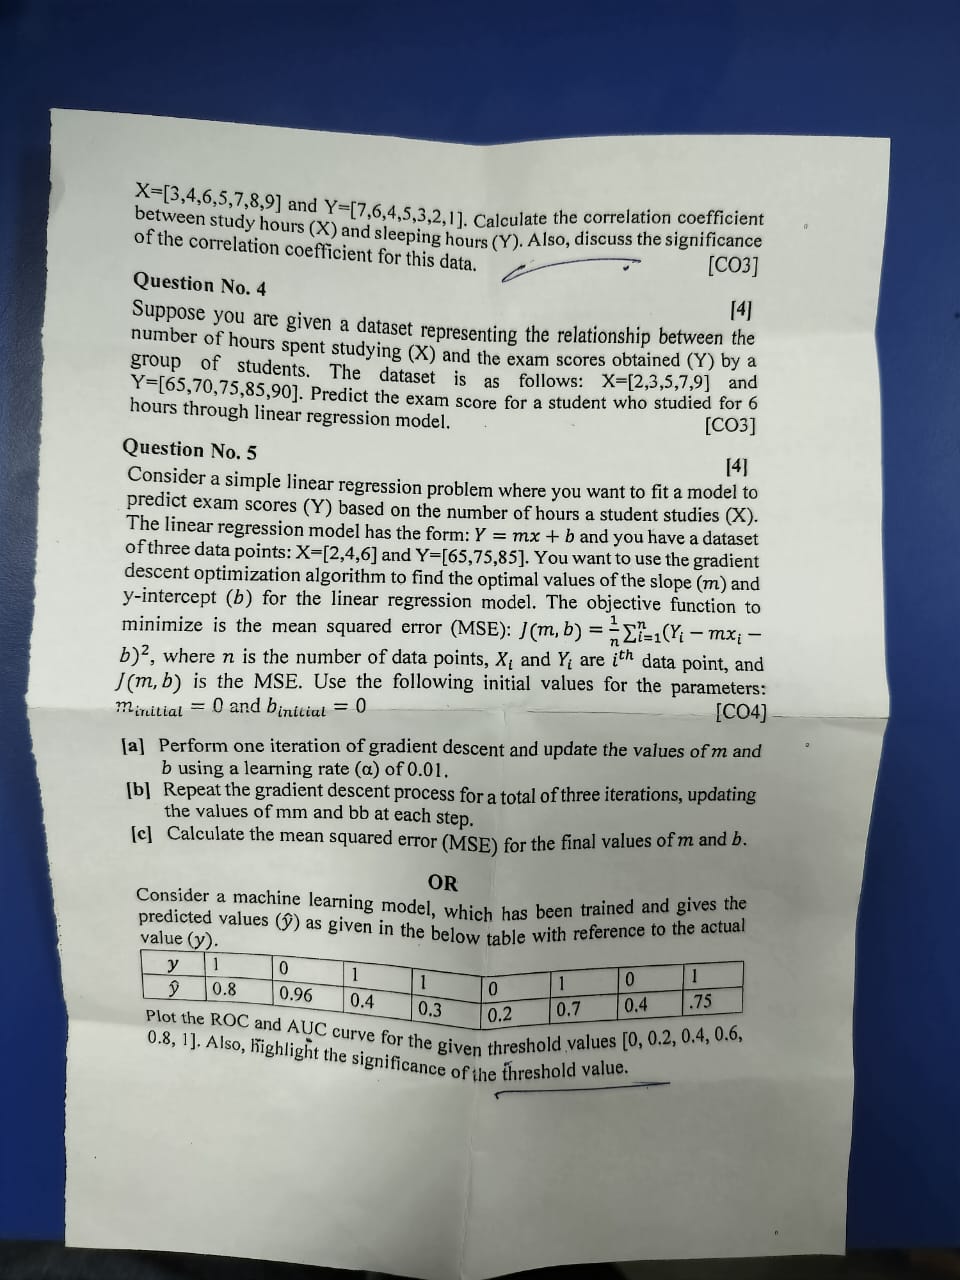 X=[3,4,6,5,7,8,9] and Y=[7,6,4,5,3,2,1]. Calculate the correlation coefficient
between study hours (X) and sleeping hours (Y). Also, discuss the significance
of the correlation coefficient for this data. [CO3]
Question No. 4 [4]
Suppose you are given a dataset representing the relationship between the
number of hours spent studying (X) and the exam scores obtained (Y) by a
group of students. The dataset is as follows: X=[2,3,5,7,9] and
Y=[65,70,75,85,90]. Predict the exam score for a student who studied for 6
hours through linear regression model. [CO3]
Question No. 5 [4]
Consider a simple linear regression problem where you want to fit a model to
predict exam scores (Y) based on the number of hours a student studies (X).
The linear regression model has the form: Y = mx + b and you have a dataset
of three data points: X=[2,4,6] and Y=[65,75,85]. You want to use the gradient
descent optimization algorithm to find the optimal values of the slope (m) and
y-intercept (b) for the linear regression model. The objective function to
minimize is the mean squared error (MSE): J(m, b) = 1/n ∑ⁿᵢ₌₁(Yᵢ − mxᵢ −
b)², where n is the number of data points, Xᵢ and Yᵢ are iᵗʰ data point, and
J(m, b) is the MSE. Use the following initial values for the parameters:
m_initial = 0 and b_initial = 0 [CO4]
[a] Perform one iteration of gradient descent and update the values of m and
b using a learning rate (α) of 0.01.
[b] Repeat the gradient descent process for a total of three iterations, updating
the values of mm and bb at each step.
[c] Calculate the mean squared error (MSE) for the final values of m and b.
OR
Consider a machine learning model, which has been trained and gives the
predicted values (ŷ) as given in the below table with reference to the actual
value (y).
y 1 0 1 1 0 1 0 1
ŷ 0.8 0.96 0.4 0.3 0.2 0.7 0.4 .75
Plot the ROC and AUC curve for the given threshold values [0, 0.2, 0.4, 0.6,
0.8, 1]. Also, highlight the significance of the threshold value.